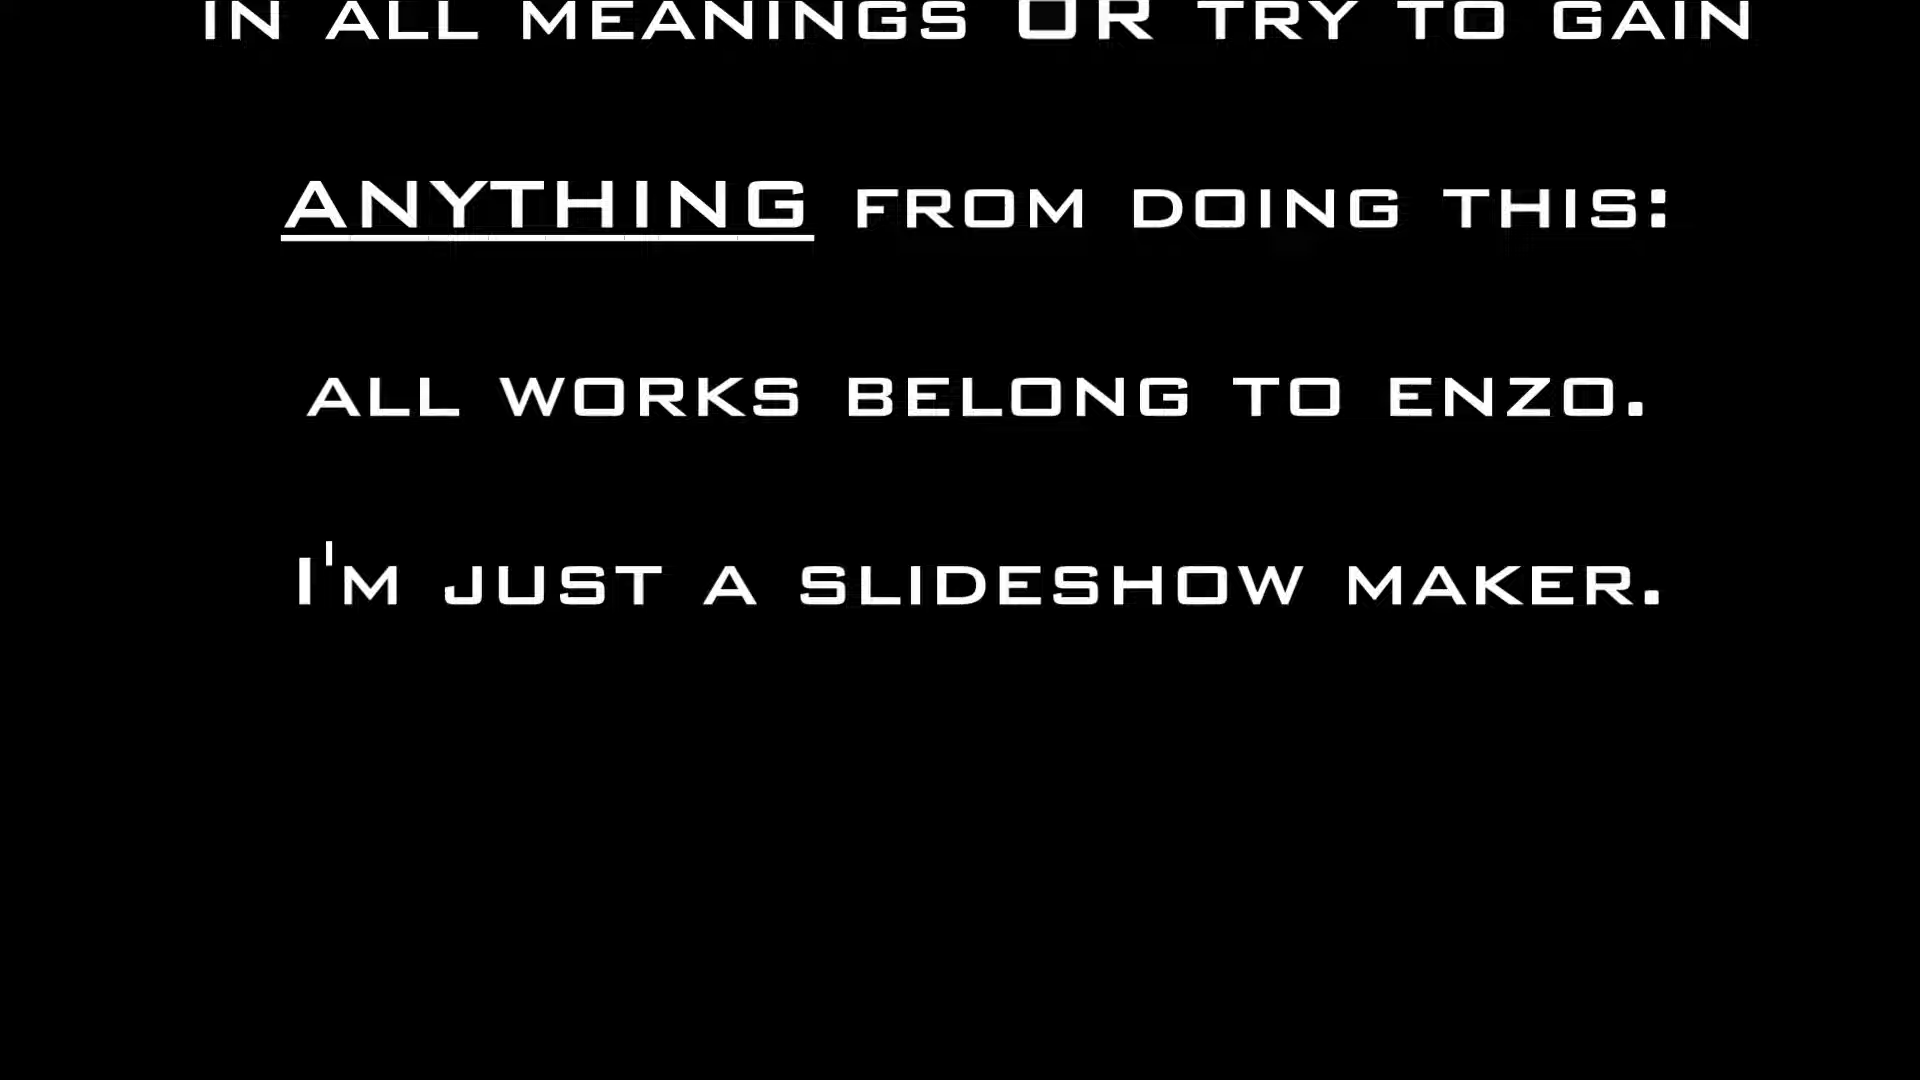 IN ALL MEANINGS OR TRY TO GAIN
ANYTHING FROM DOING THIS:
ALL WORKS BELONG TO ENZO.
I'M JUST A SLIDESHOW MAKER.